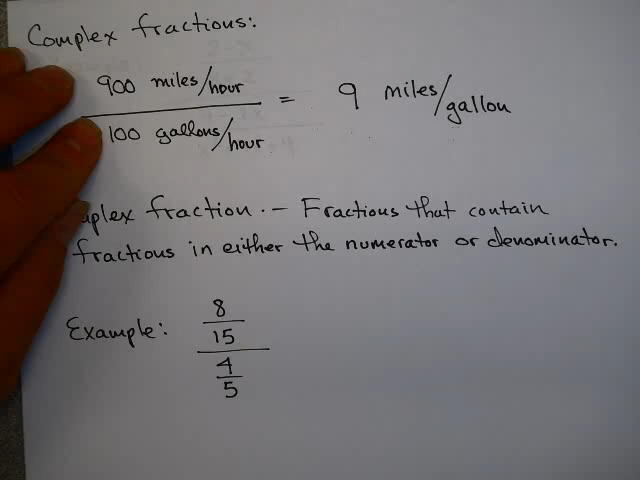 Complex fractions:
900 miles/hour
100 gallons/hour
= 9 miles/gallon
fraction.- Fractions that contain
fractions in either the numerator or denominator.
Example:
8
15
4
5